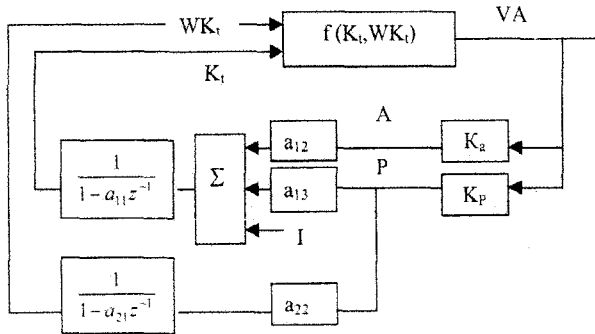 WKₜ
f (Kₜ,WKₜ)
VA
Kₜ
A
a₁₂
Kₐ
P
1
1− a₁₁z⁻¹
Σ
a₁₃
K_P
I
1
1− a₂₁z⁻¹
a₂₂